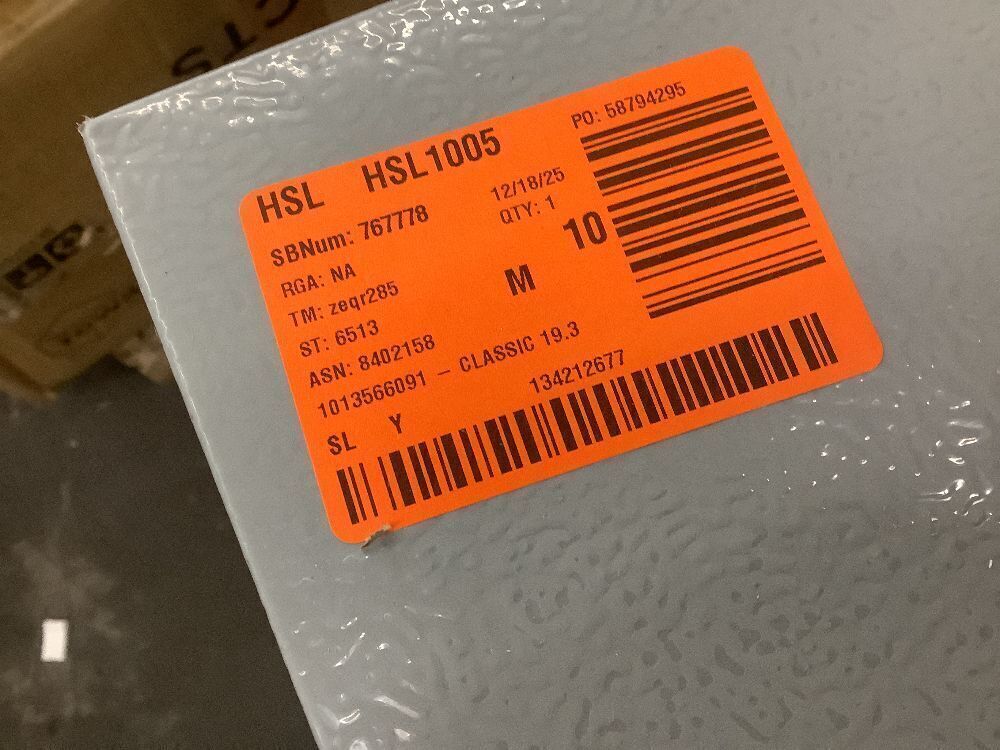 CTS
HSL HSL1005
PO: 58794295
SBNum: 767778
12/18/25
RGA: NA
QTY: 1
TM: zeqr285
10
ST: 6513
M
ASN: 8402158
1013566091 – CLASSIC 19.3
SL Y
134212677